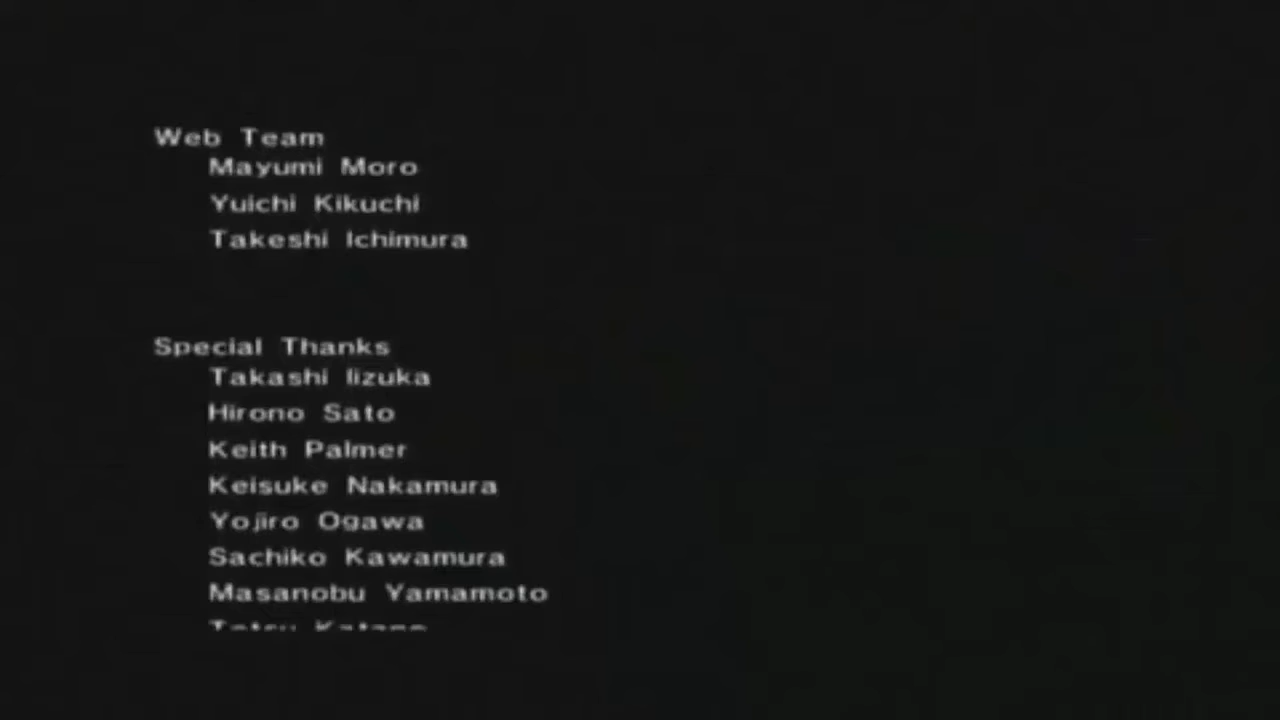 Web Team
Mayumi Moro
Yuichi Kikuchi
Takeshi Ichimura
Special Thanks
Takashi Iizuka
Hirono Sato
Keith Palmer
Keisuke Nakamura
Yojiro Ogawa
Sachiko Kawamura
Masanobu Yamamoto